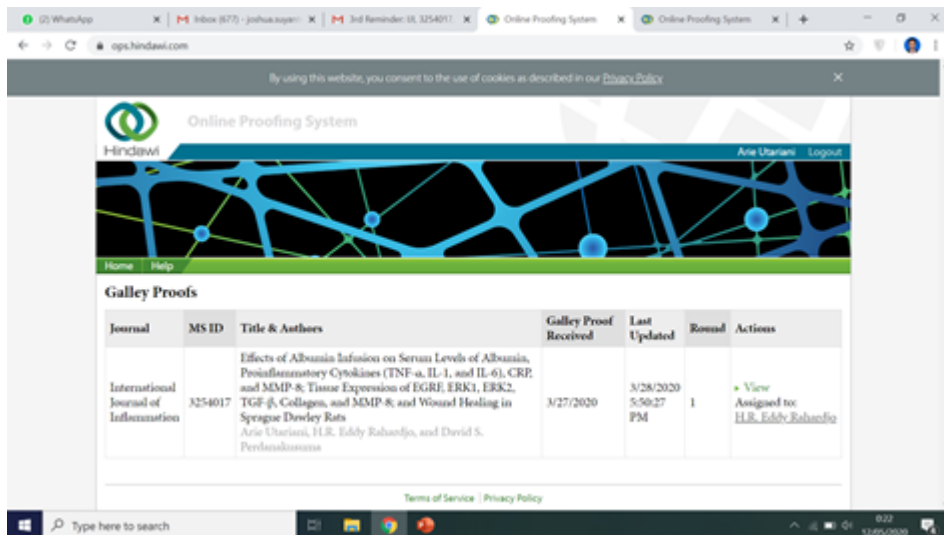 (2) WhatsApp
Inbox (677) - joshua.suyan
3rd Reminder: IJI, 3254017
Online Proofing System
Online Proofing System
ops.hindawi.com
By using this website, you consent to the use of cookies as described in our Privacy Policy
Online Proofing System
Hindawi
Arie Utariani Logout
Home Help
Galley Proofs
Journal MS ID Title & Authors Galley Proof Received Last Updated Round Actions
International Journal of Inflammation
3254017
Effects of Albumin Infusion on Serum Levels of Albumin,
Proinflammatory Cytokines (TNF-α, IL-1, and IL-6), CRP,
and MMP-8; Tissue Expression of EGRF, ERK1, ERK2,
TGF-β, Collagen, and MMP-8; and Wound Healing in
Sprague Dawley Rats
Arie Utariani, H.R. Eddy Rahardjo, and David S.
Perdanakusuma
3/27/2020
3/28/2020
5:50:27
PM
1
View
Assigned to:
H.R. Eddy Rahardjo
Terms of Service | Privacy Policy
Type here to search
0:22
12/05/2020